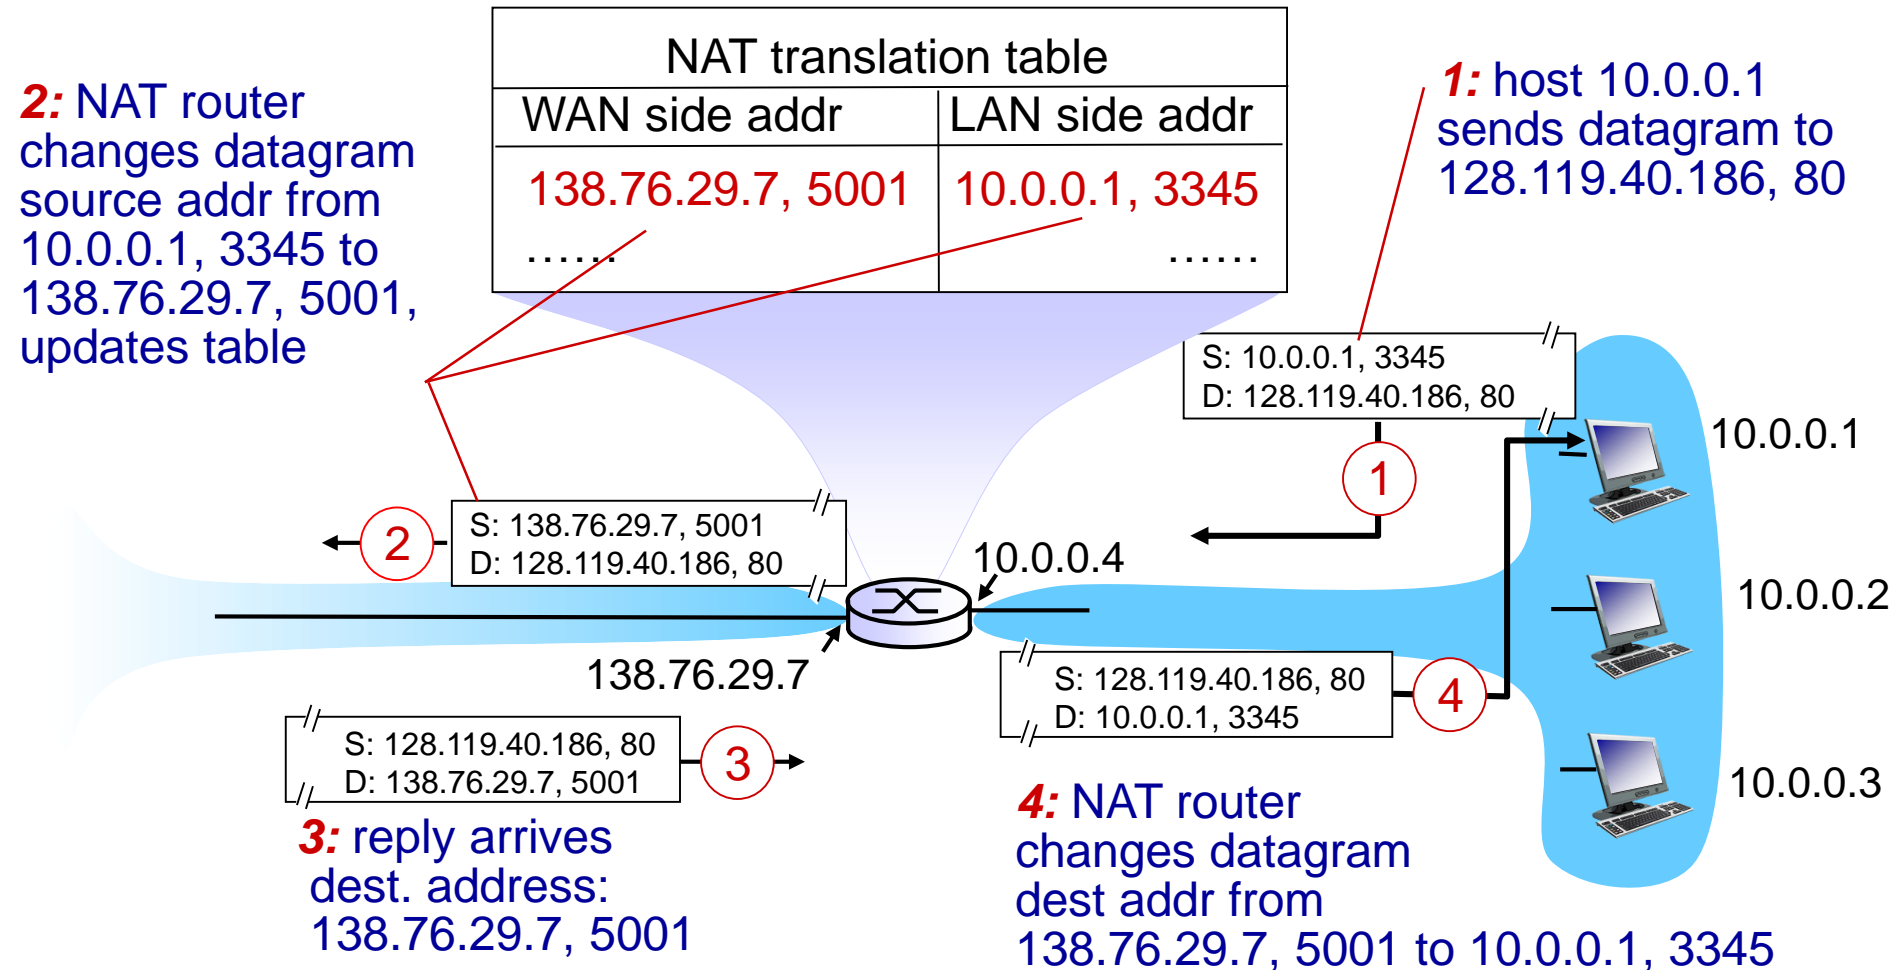 NAT translation table
WAN side addr LAN side addr
138.76.29.7, 5001 10.0.0.1, 3345
...... ......
2: NAT router
changes datagram
source addr from
10.0.0.1, 3345 to
138.76.29.7, 5001,
updates table
1: host 10.0.0.1
sends datagram to
128.119.40.186, 80
S: 10.0.0.1, 3345
D: 128.119.40.186, 80
1
10.0.0.1
S: 138.76.29.7, 5001
D: 128.119.40.186, 80
2
10.0.0.4
10.0.0.2
138.76.29.7
S: 128.119.40.186, 80
D: 10.0.0.1, 3345
4
S: 128.119.40.186, 80
D: 138.76.29.7, 5001
3
10.0.0.3
3: reply arrives
dest. address:
138.76.29.7, 5001
4: NAT router
changes datagram
dest addr from
138.76.29.7, 5001 to 10.0.0.1, 3345